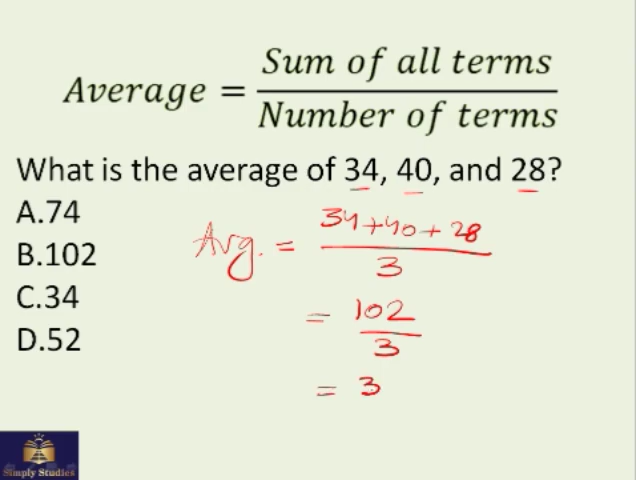 Average = Sum of all terms / Number of terms
What is the average of 34, 40, and 28?
A.74
B.102
C.34
D.52
Avg. = 34+40+28 / 3
= 102 / 3
= 3
Simply Studies